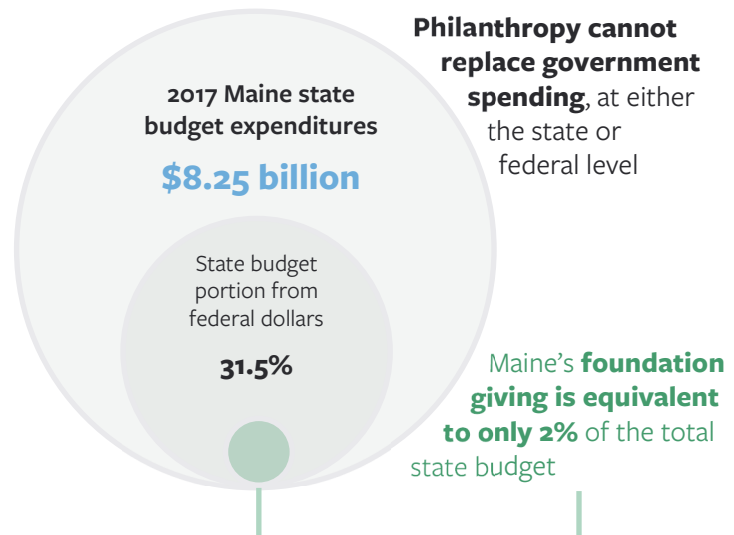 Philanthropy cannot
replace government
spending, at either
the state or
federal level
2017 Maine state
budget expenditures
$8.25 billion
State budget
portion from
federal dollars
31.5%
Maine's foundation
giving is equivalent
to only 2% of the total
state budget